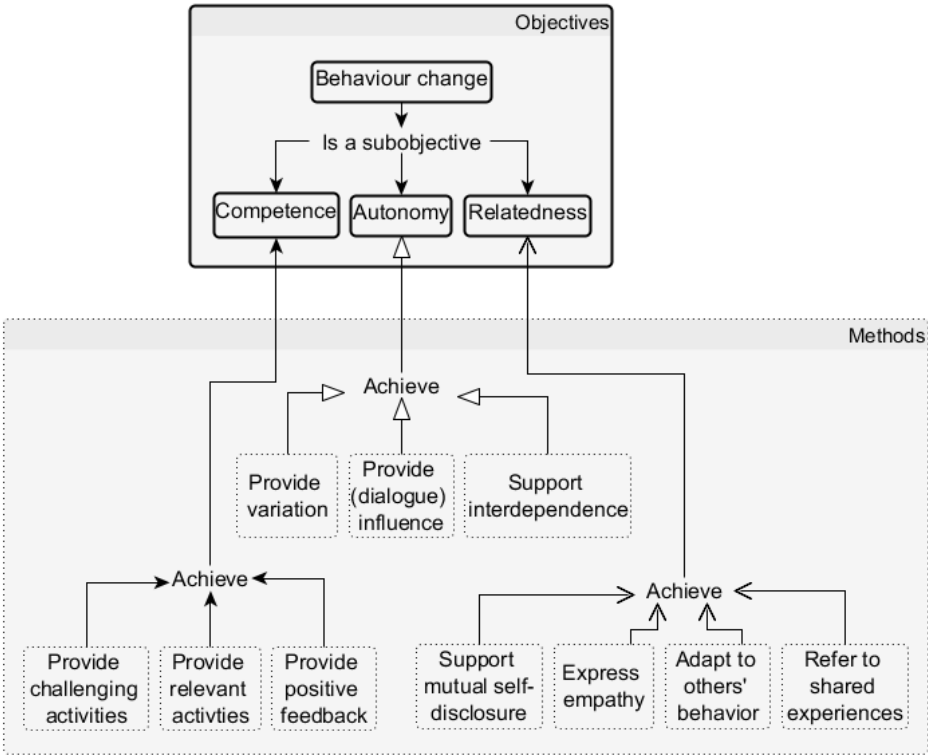 Objectives
Behaviour change
Is a subobjective
Competence
Autonomy
Relatedness
Methods
Achieve
Provide
variation
Provide
(dialogue)
influence
Support
interdependence
Achieve
Provide
challenging
activities
Provide
relevant
activties
Provide
positive
feedback
Achieve
Support
mutual self-
disclosure
Express
empathy
Adapt to
others'
behavior
Refer to
shared
experiences